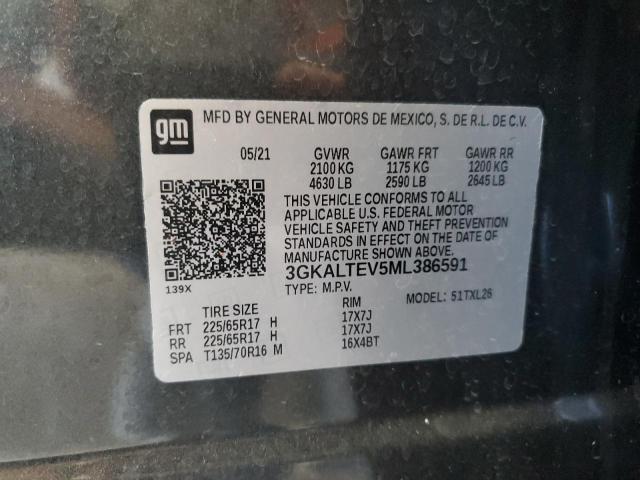 gm
MFD BY GENERAL MOTORS DE MEXICO, S. DE R.L. DE C.V.
05/21 GVWR GAWR FRT GAWR RR
2100 KG 1175 KG 1200 KG
4630 LB 2590 LB 2645 LB
THIS VEHICLE CONFORMS TO ALL
APPLICABLE U.S. FEDERAL MOTOR
VEHICLE SAFETY AND THEFT PREVENTION
STANDARDS IN EFFECT ON THE DATE OF
MANUFACTURE SHOWN ABOVE.
3GKALTEV5ML386591
139X
TYPE: M.P.V. MODEL: 51TXL26
TIRE SIZE RIM
FRT 225/65R17 H 17X7J
RR 225/65R17 H 17X7J
SPA T135/70R16 M 16X4BT